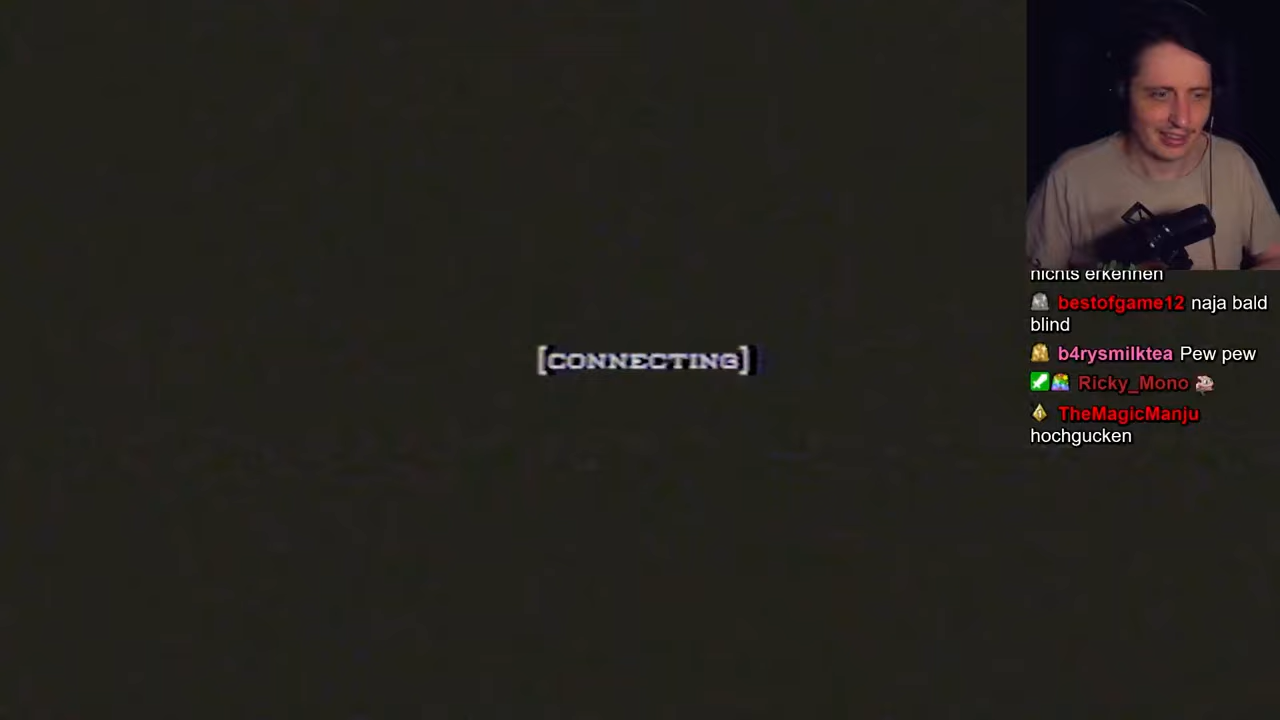 [CONNECTING]
nichts erkennen
bestofgame12 naja bald
blind
b4rysmilktea Pew pew
Ricky_Mono
TheMagicManju
hochgucken